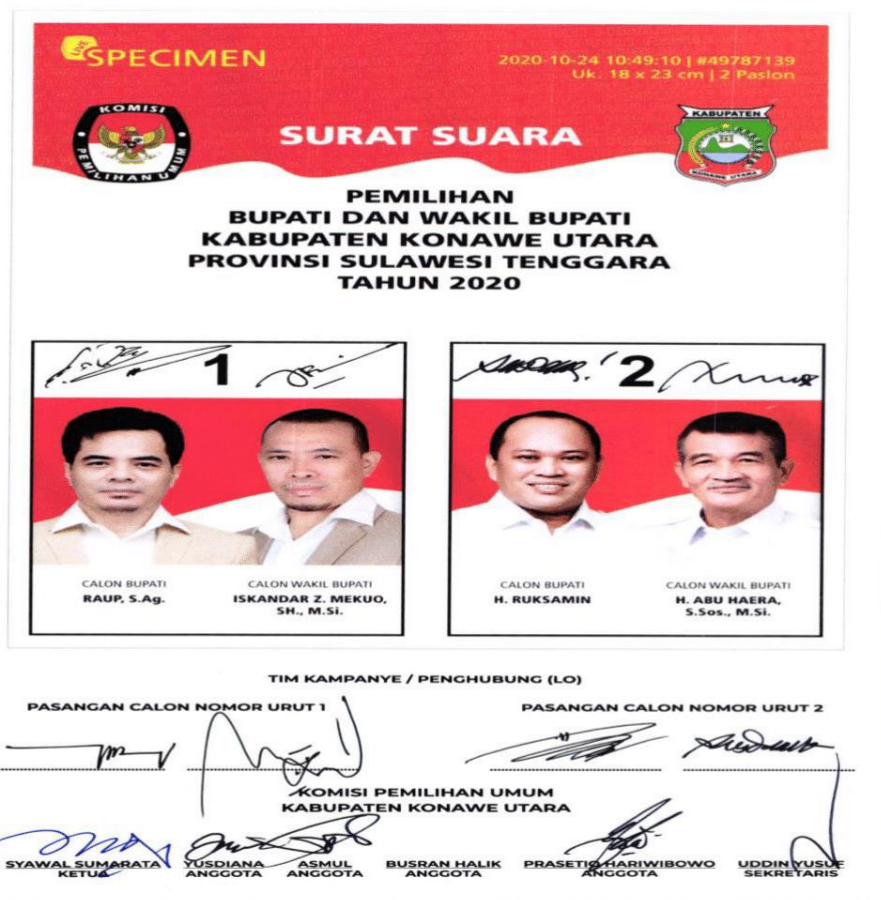 LIVE
SPECIMEN
2020-10-24 10:49:10 | #49787139
Uk. 18 x 23 cm | 2 Paslon
KOMISI
PEMILIHAN UMUM
SURAT SUARA
KABUPATEN
KONAWE UTARA
PEMILIHAN
BUPATI DAN WAKIL BUPATI
KABUPATEN KONAWE UTARA
PROVINSI SULAWESI TENGGARA
TAHUN 2020
1
CALON BUPATI
RAUP, S.Ag.
CALON WAKIL BUPATI
ISKANDAR Z. MEKUO,
SH., M.Si.
2
CALON BUPATI
H. RUKSAMIN
CALON WAKIL BUPATI
H. ABU HAERA,
S.Sos., M.Si.
TIM KAMPANYE / PENGHUBUNG (LO)
PASANGAN CALON NOMOR URUT 1
PASANGAN CALON NOMOR URUT 2
KOMISI PEMILIHAN UMUM
KABUPATEN KONAWE UTARA
SYAWAL SUMARATA
KETUA
YUSDIANA
ANGGOTA
ASMUL
ANGGOTA
BUSRAN HALIK
ANGGOTA
PRASETIO HARIWIBOWO
ANGGOTA
UDDIN YUSUF
SEKRETARIS